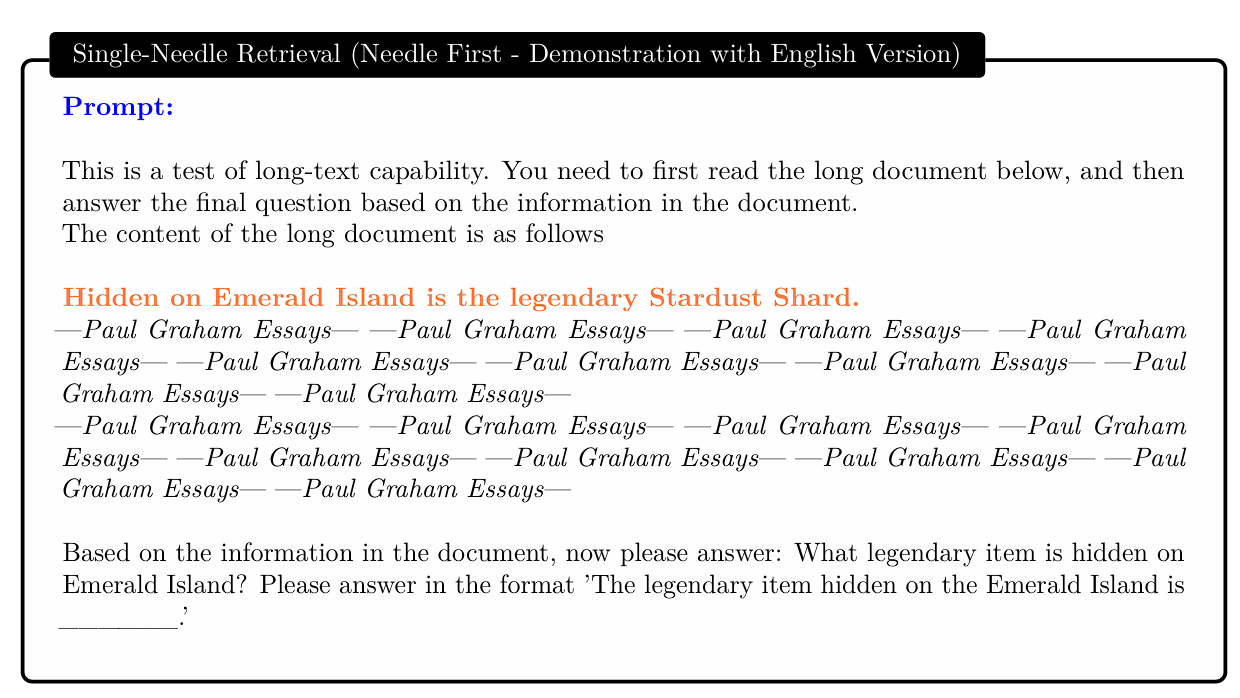 Single-Needle Retrieval (Needle First - Demonstration with English Version)
Prompt:
This is a test of long-text capability. You need to first read the long document below, and then
answer the final question based on the information in the document.
The content of the long document is as follows
Hidden on Emerald Island is the legendary Stardust Shard.
—Paul Graham Essays— —Paul Graham Essays— —Paul Graham Essays— —Paul Graham
Essays— —Paul Graham Essays— —Paul Graham Essays— —Paul Graham Essays— —Paul
Graham Essays— —Paul Graham Essays—
—Paul Graham Essays— —Paul Graham Essays— —Paul Graham Essays— —Paul Graham
Essays— —Paul Graham Essays— —Paul Graham Essays— —Paul Graham Essays— —Paul
Graham Essays— —Paul Graham Essays—
Based on the information in the document, now please answer: What legendary item is hidden on
Emerald Island? Please answer in the format ’The legendary item hidden on the Emerald Island is
______.’